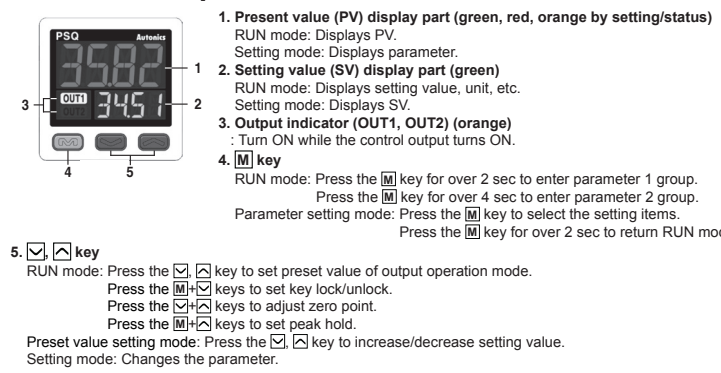 1. Present value (PV) display part (green, red, orange by setting/status)
RUN mode: Displays PV.
Setting mode: Displays parameter.
2. Setting value (SV) display part (green)
RUN mode: Displays setting value, unit, etc.
Setting mode: Displays SV.
3. Output indicator (OUT1, OUT2) (orange)
: Turn ON while the control output turns ON.
4. M key
RUN mode: Press the M key for over 2 sec to enter parameter 1 group.
Press the M key for over 4 sec to enter parameter 2 group.
Parameter setting mode: Press the M key to select the setting items.
Press the M key for over 2 sec to return RUN mod
PSQ Autonics
35.82
1
3
OUT1
OUT2
34.51
2
M
4
5
5. ∨, ∧ key
RUN mode: Press the ∨, ∧ key to set preset value of output operation mode.
Press the M+∨ keys to set key lock/unlock.
Press the ∨+∧ keys to adjust zero point.
Press the M+∧ keys to set peak hold.
Preset value setting mode: Press the ∨, ∧ key to increase/decrease setting value.
Setting mode: Changes the parameter.